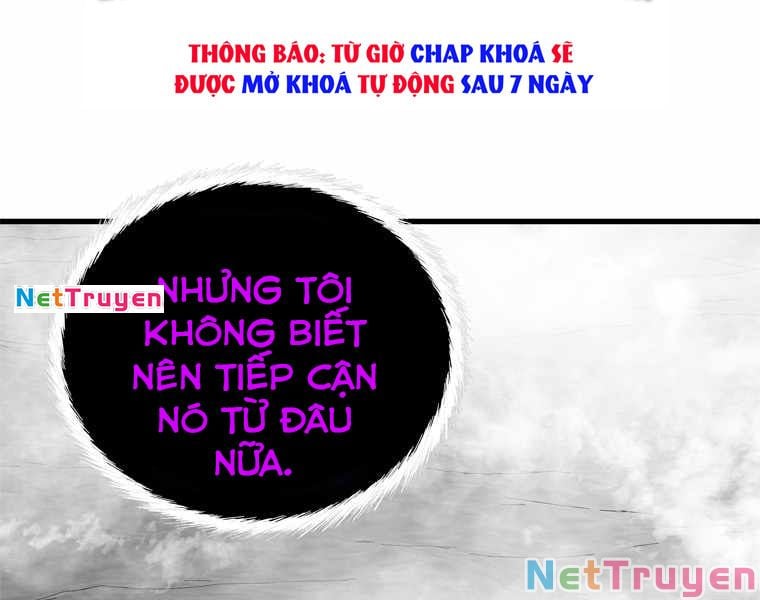 THÔNG BÁO: TỪ GIỜ CHAP KHOÁ SẼ
ĐƯỢC MỞ KHOÁ TỰ ĐỘNG SAU 7 NGÀY
NETTRUYEN
NHƯNG TÔI
KHÔNG BIẾT
NÊN TIẾP CẬN
NÓ TỪ ĐÂU
NỮA.
NETTRUYEN